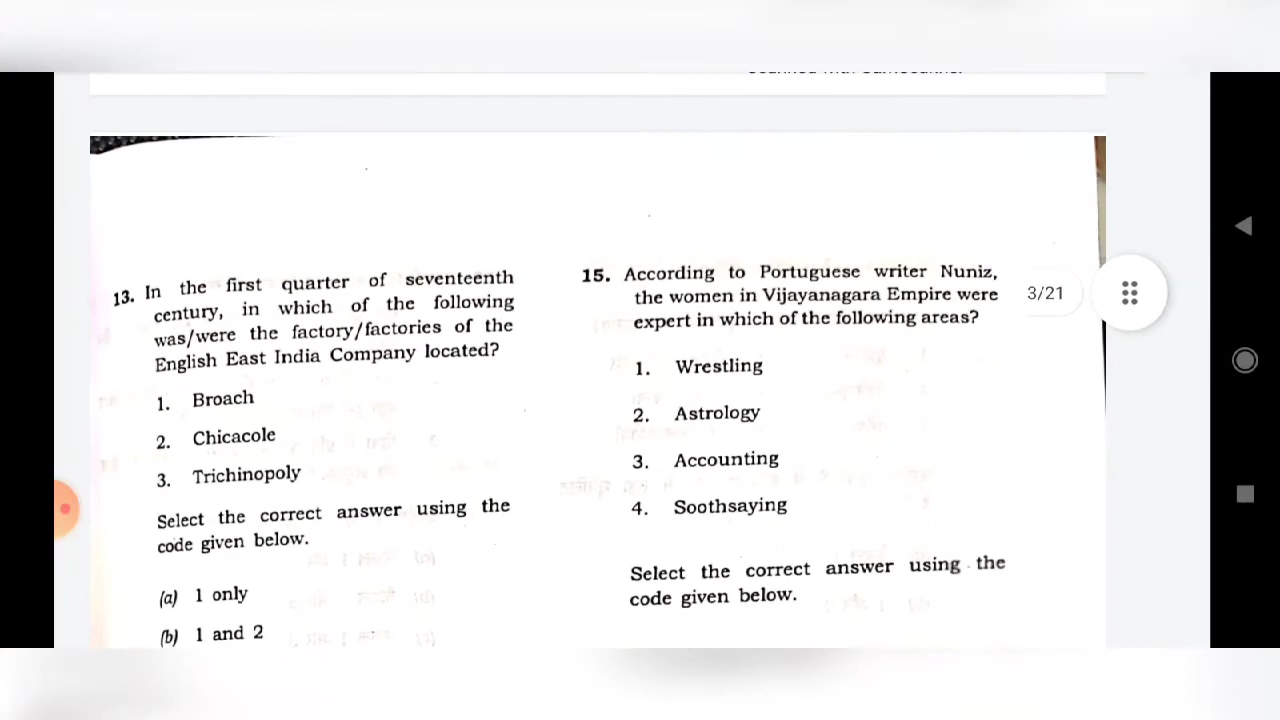 13. In the first quarter of seventeenth
century, in which of the following
was/were the factory/factories of the
English East India Company located?
1. Broach
2. Chicacole
3. Trichinopoly
Select the correct answer using the
code given below.
(a) 1 only
(b) 1 and 2
15. According to Portuguese writer Nuniz,
the women in Vijayanagara Empire were
expert in which of the following areas?
1. Wrestling
2. Astrology
3. Accounting
4. Soothsaying
Select the correct answer using the
code given below.
3/21